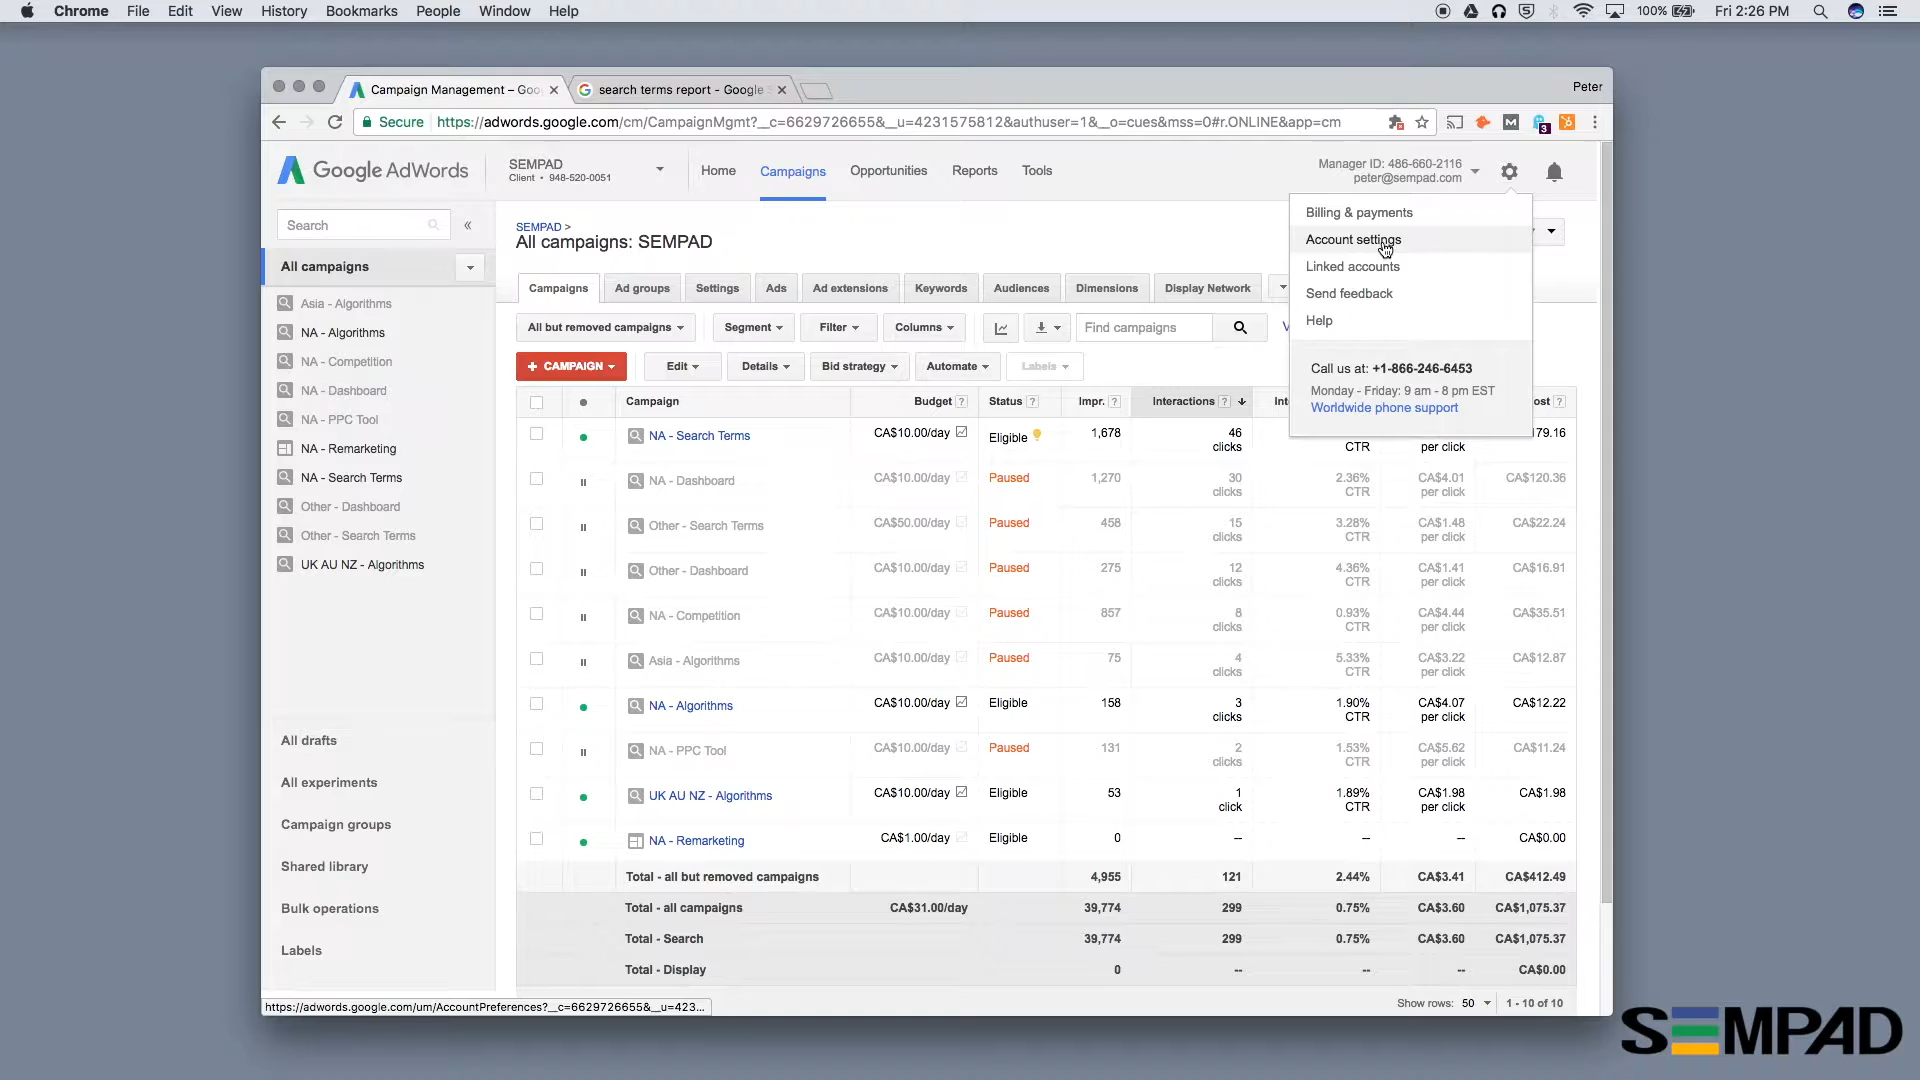 Chrome File Edit View History Bookmarks People Window Help 100% Fri 2:26 PM
Campaign Management – Goo
search terms report - Google S
Peter
Secure https://adwords.google.com/cm/CampaignMgmt?__c=6629726655&__u=4231575812&authuser=1&__o=cues&mss=0#r.ONLINE&app=cm
3
Google AdWords
SEMPAD
Client • 948-520-0051
Home Campaigns Opportunities Reports Tools
Manager ID: 486-660-2116
peter@sempad.com
Billing & payments
Account settings
Linked accounts
Send feedback
Help
Call us at: +1-866-246-6453
Monday - Friday: 9 am - 8 pm EST
Worldwide phone support
Search
«
All campaigns
Asia - Algorithms
NA - Algorithms
NA - Competition
NA - Dashboard
NA - PPC Tool
NA - Remarketing
NA - Search Terms
Other - Dashboard
Other - Search Terms
UK AU NZ - Algorithms
All drafts
All experiments
Campaign groups
Shared library
Bulk operations
Labels
SEMPAD >
All campaigns: SEMPAD
Campaigns Ad groups Settings Ads Ad extensions Keywords Audiences Dimensions Display Network
All but removed campaigns Segment Filter Columns Find campaigns
+ CAMPAIGN Edit Details Bid strategy Automate Labels
Campaign Budget ? Status ? Impr. ? Interactions ? Int ost ?
NA - Search Terms CA$10.00/day Eligible 1,678 46 clicks CTR per click 79.16
NA - Dashboard CA$10.00/day Paused 1,270 30 clicks 2.36% CTR CA$4.01 per click CA$120.36
Other - Search Terms CA$50.00/day Paused 458 15 clicks 3.28% CTR CA$1.48 per click CA$22.24
Other - Dashboard CA$10.00/day Paused 275 12 clicks 4.36% CTR CA$1.41 per click CA$16.91
NA - Competition CA$10.00/day Paused 857 8 clicks 0.93% CTR CA$4.44 per click CA$35.51
Asia - Algorithms CA$10.00/day Paused 75 4 clicks 5.33% CTR CA$3.22 per click CA$12.87
NA - Algorithms CA$10.00/day Eligible 158 3 clicks 1.90% CTR CA$4.07 per click CA$12.22
NA - PPC Tool CA$10.00/day Paused 131 2 clicks 1.53% CTR CA$5.62 per click CA$11.24
UK AU NZ - Algorithms CA$10.00/day Eligible 53 1 click 1.89% CTR CA$1.98 per click CA$1.98
NA - Remarketing CA$1.00/day Eligible 0 -- -- -- CA$0.00
Total - all but removed campaigns 4,955 121 2.44% CA$3.41 CA$412.49
Total - all campaigns CA$31.00/day 39,774 299 0.75% CA$3.60 CA$1,075.37
Total - Search 39,774 299 0.75% CA$3.60 CA$1,075.37
Total - Display 0 -- -- -- CA$0.00
Show rows: 50 1 - 10 of 10
https://adwords.google.com/um/AccountPreferences?__c=6629726655&__u=423...
SEMPAD